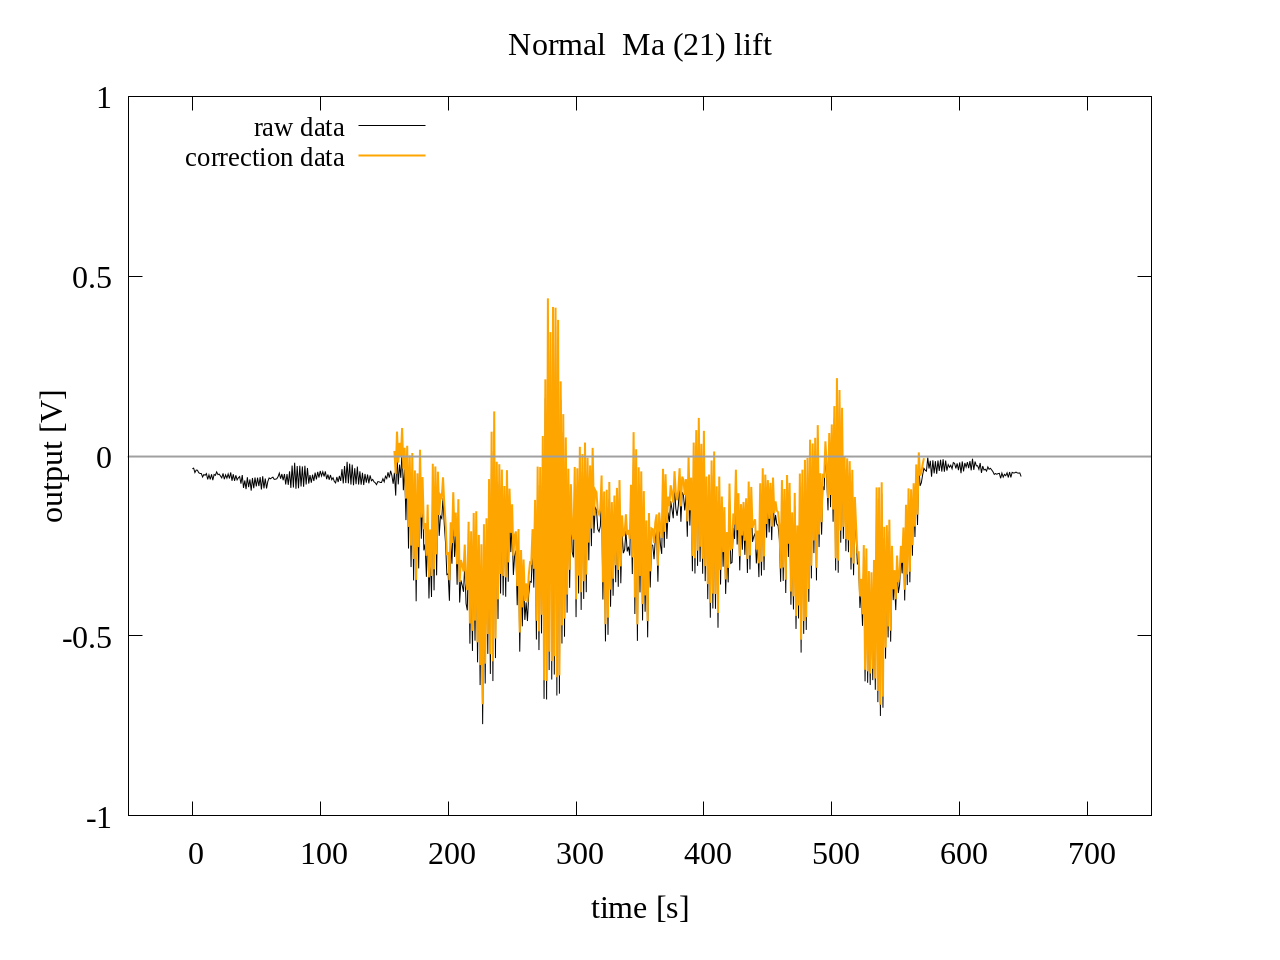 Normal  Ma (21) lift
1
raw data
correction data
0.5
0
output [V]
-0.5
-1
0 100 200 300 400 500 600 700
time [s]